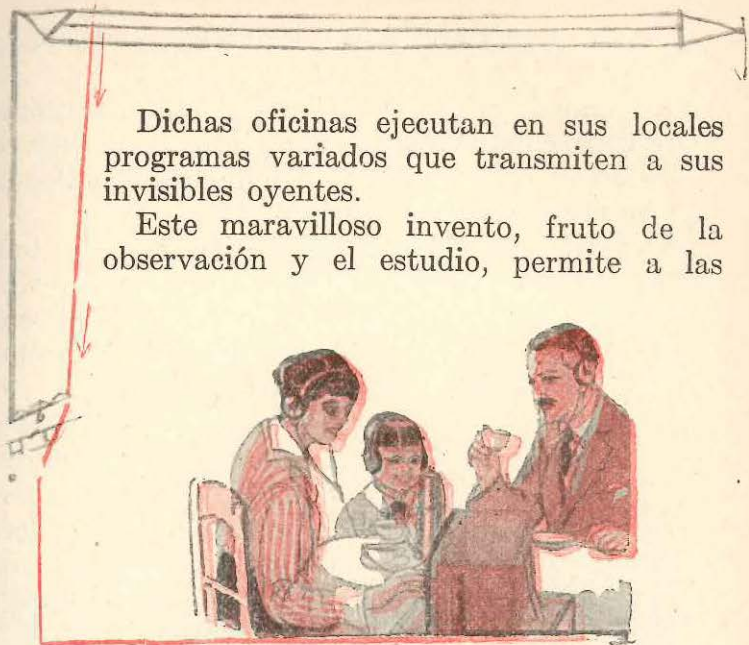 Dichas oficinas ejecutan en sus locales
programas variados que transmiten a sus
invisibles oyentes.
Este maravilloso invento, fruto de la
observación y el estudio, permite a las